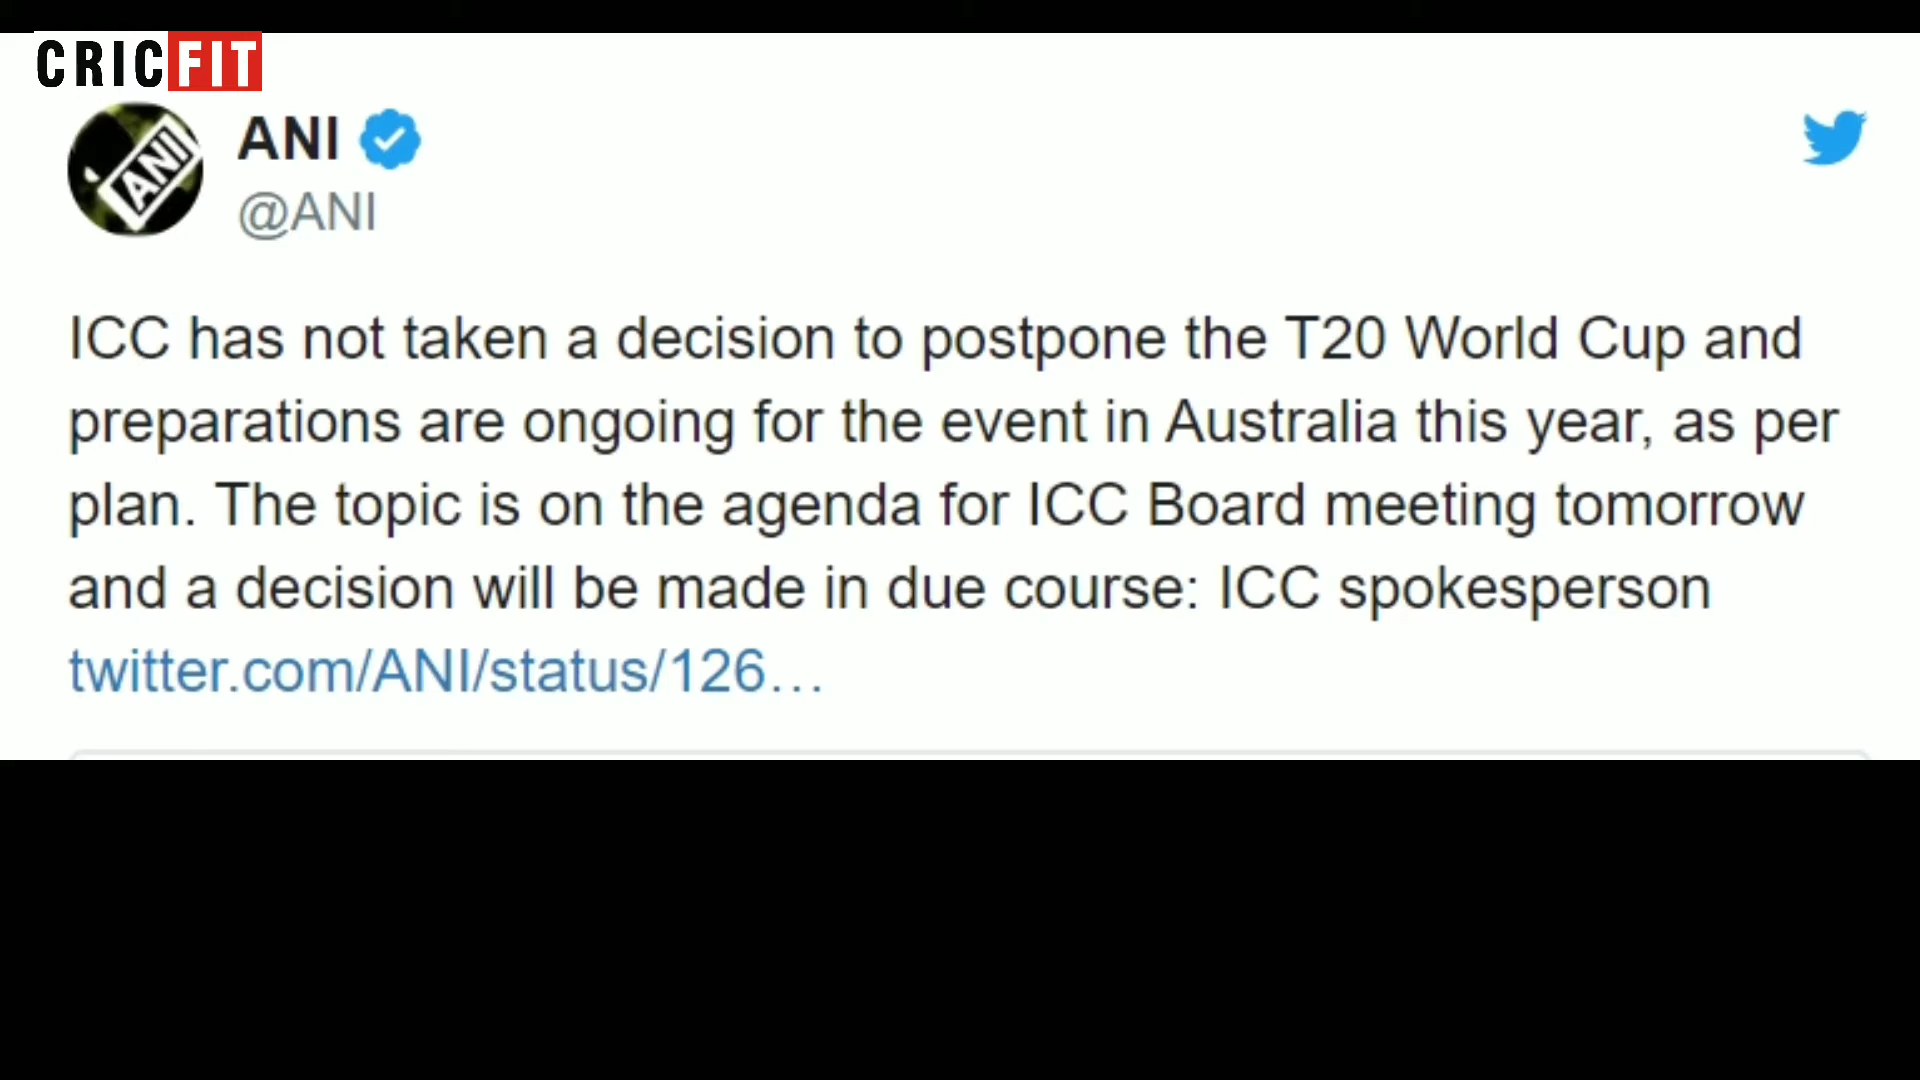 CRICFIT
ANI
ANI
@ANI
ICC has not taken a decision to postpone the T20 World Cup and
preparations are ongoing for the event in Australia this year, as per
plan. The topic is on the agenda for ICC Board meeting tomorrow
and a decision will be made in due course: ICC spokesperson
twitter.com/ANI/status/126…